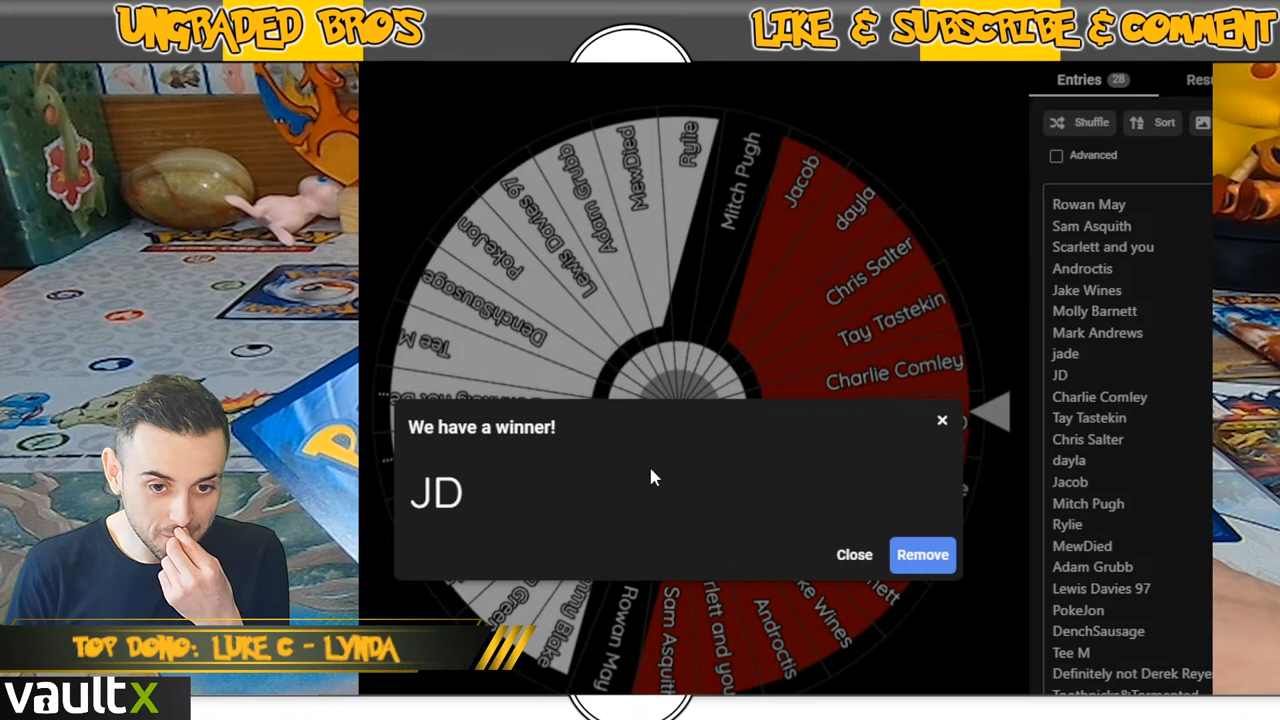 UNGRADED BRO'S
LIKE & SUBSCRIBE & COMMENT
Entries 28
Shuffle
Sort
Advanced
Rowan May
Sam Asquith
Scarlett and you
Androctis
Jake Wines
Molly Barnett
Mark Andrews
jade
JD
Charlie Comley
Tay Tastekin
Chris Salter
dayla
Jacob
Mitch Pugh
Rylie
MewDied
Adam Grubb
Lewis Davies 97
PokeJon
DenchSausage
Tee M
Definitely not Derek Reye
Toothpicks&Tormented
Tee M
DenchSausage
PokeJon
Lewis Davies 97
Adam Grubb
MewDied
Rylie
Mitch Pugh
Jacob
dayla
Chris Salter
Tay Tastekin
Charlie Comley
We have a winner!
JD
Close
Remove
Rowan May
Sam Asquith
Androctis
TOP DONO: LUKE C - LYNDA
vaultx